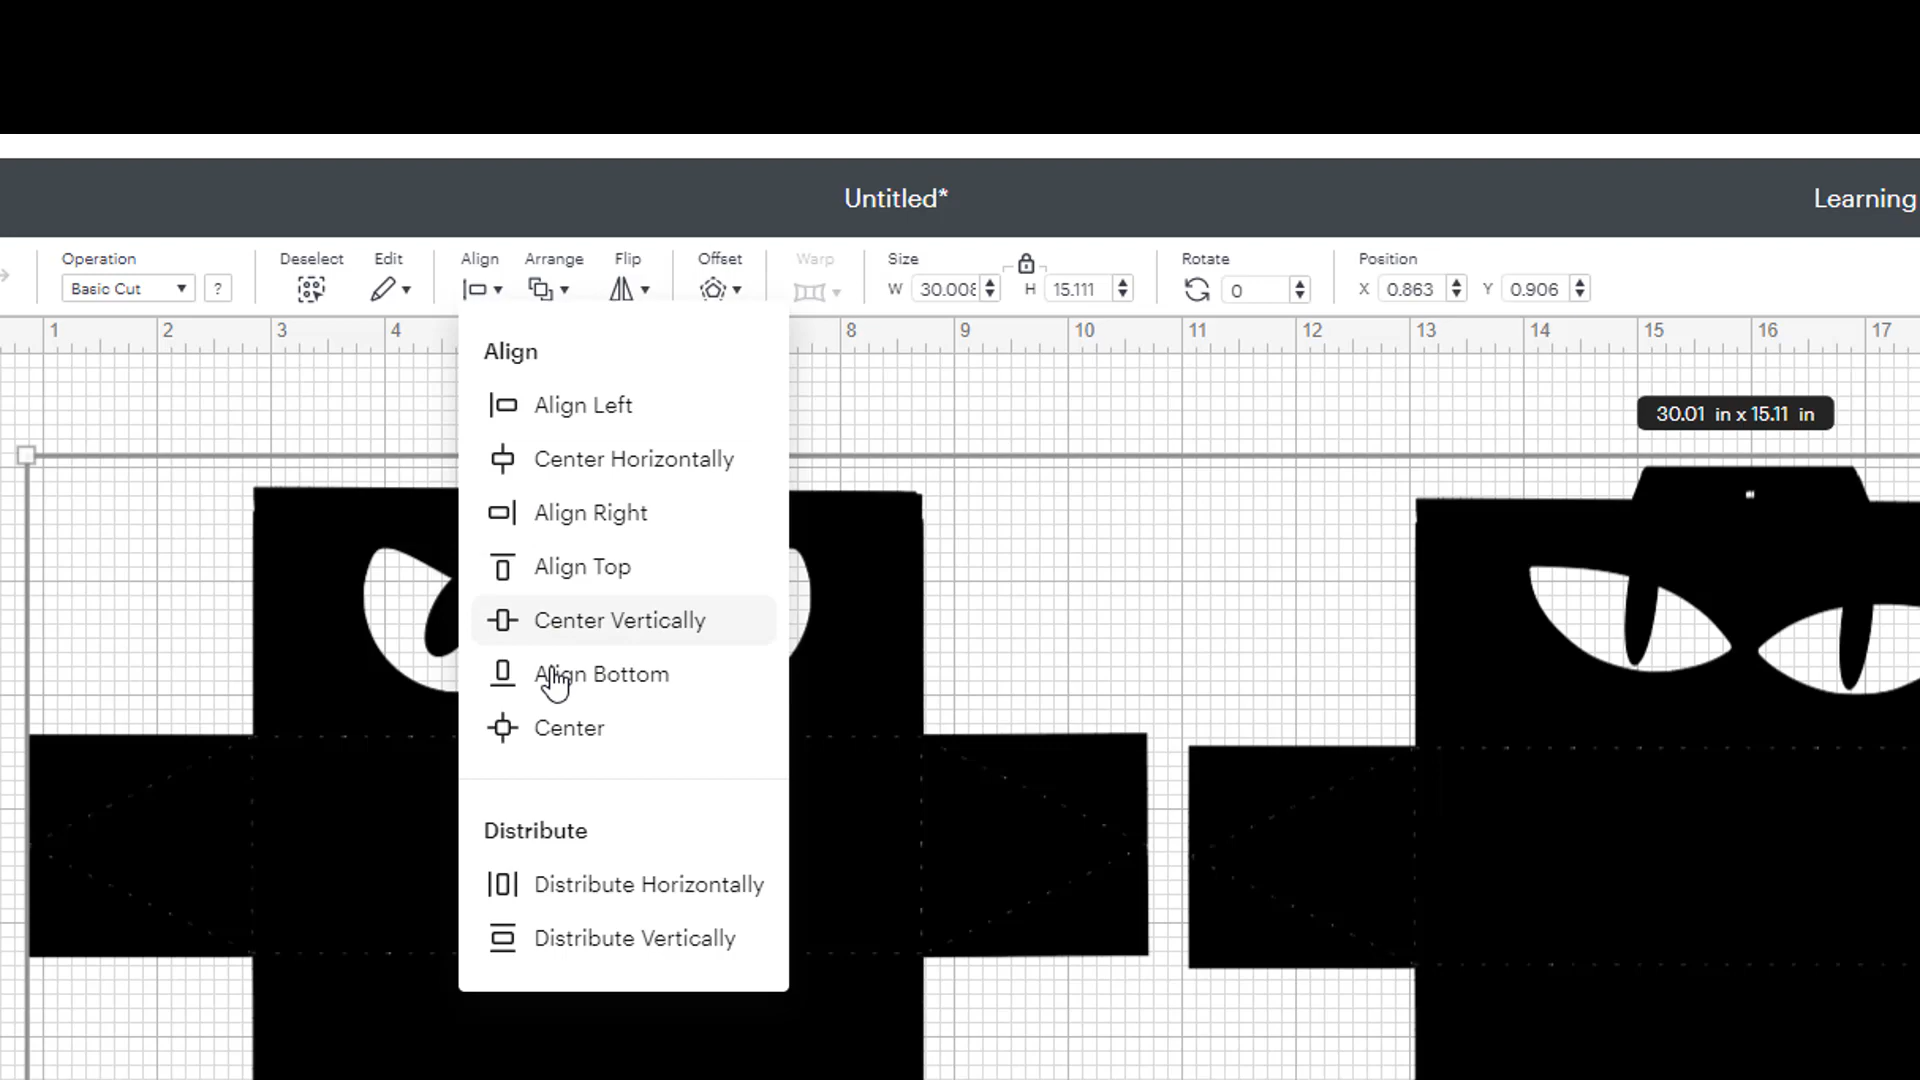 Untitled*
Learning
Operation
Deselect
Edit
Align
Arrange
Flip
Offset
Warp
Size
Rotate
Position
Basic Cut
?
W 30.008
H 15.111
0
X 0.863
Y 0.906
1 2 3 4 8 9 10 11 12 13 14 15 16 17
Align
Align Left
30.01 in x 15.11 in
Center Horizontally
Align Right
Align Top
Center Vertically
Align Bottom
Center
Distribute
Distribute Horizontally
Distribute Vertically